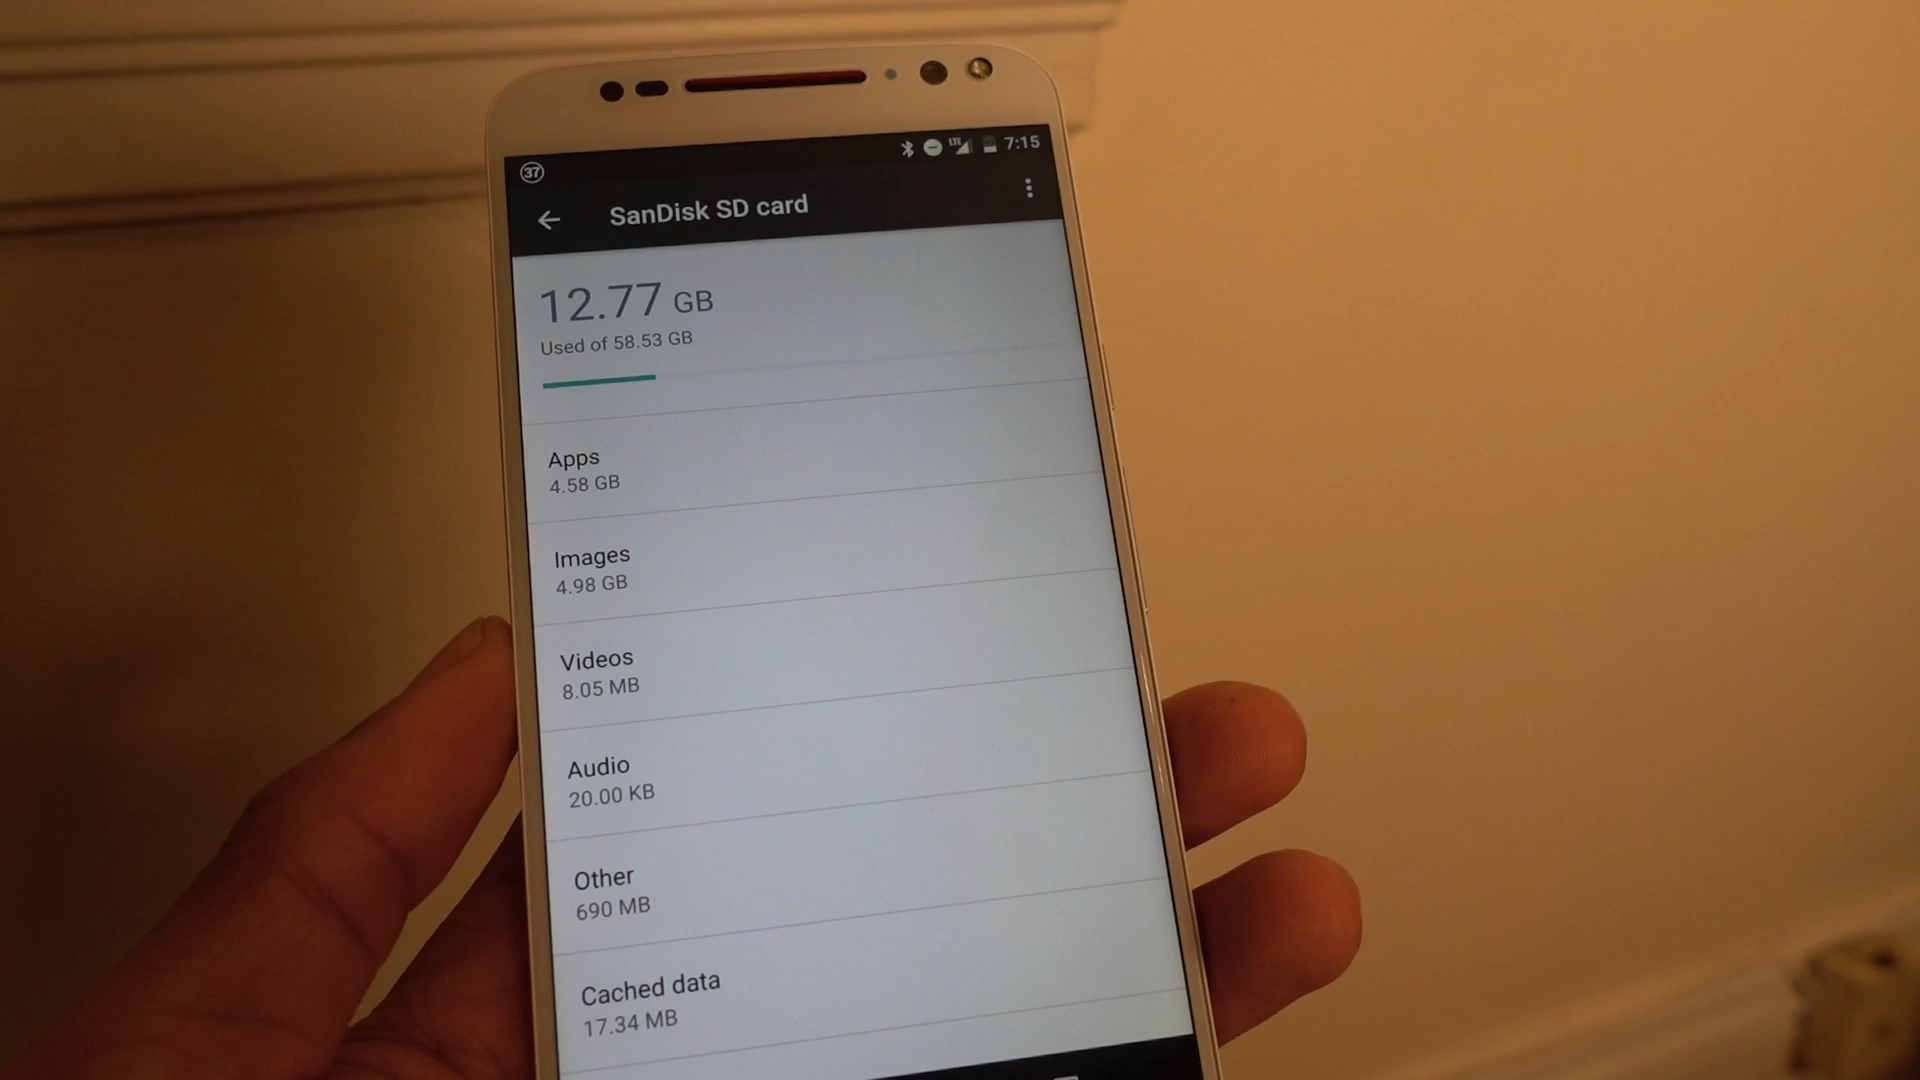 37
LTE 7:15
SanDisk SD card
12.77 GB
Used of 58.53 GB
Apps
4.58 GB
Images
4.98 GB
Videos
8.05 MB
Audio
20.00 KB
Other
690 MB
Cached data
17.34 MB